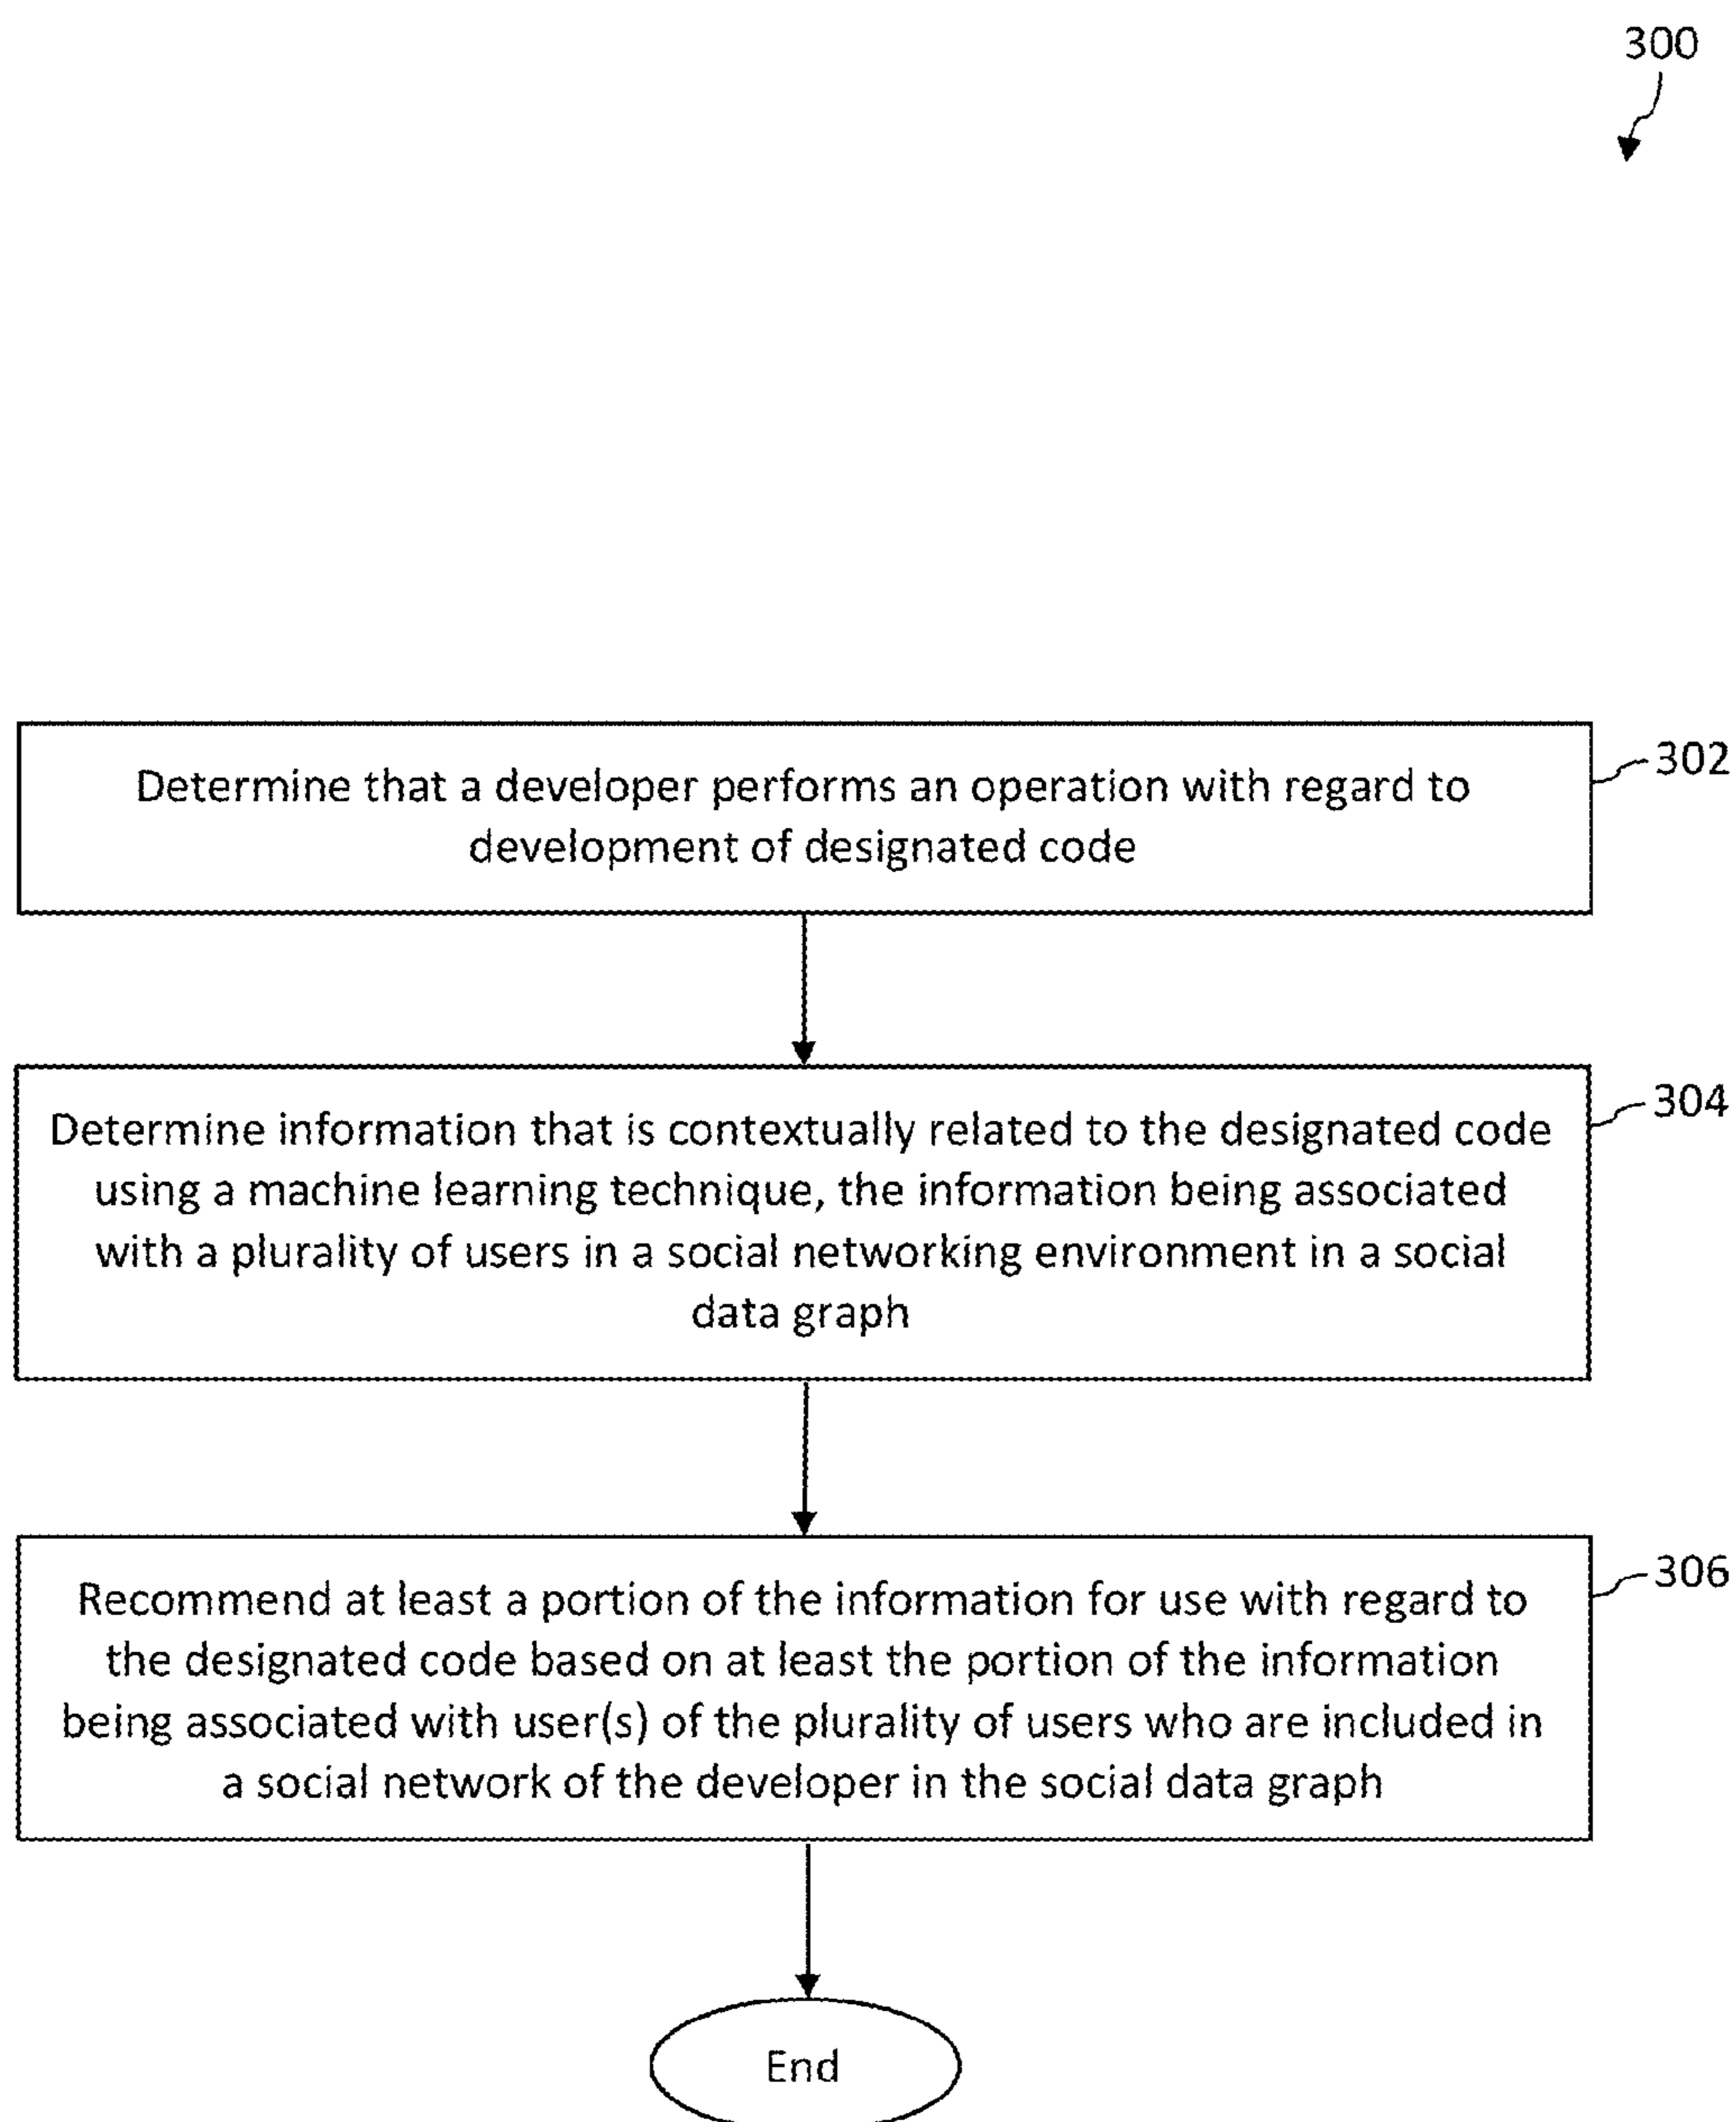 300
Determine that a developer performs an operation with regard to
development of designated code
302
Determine information that is contextually related to the designated code
using a machine learning technique, the information being associated
with a plurality of users in a social networking environment in a social
data graph
304
Recommend at least a portion of the information for use with regard to
the designated code based on at least the portion of the information
being associated with user(s) of the plurality of users who are included in
a social network of the developer in the social data graph
306
End